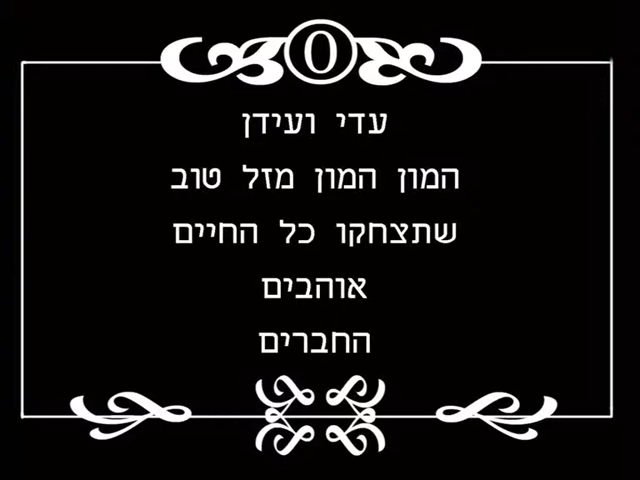 O
עדי ועידן
המון המון מזל טוב
שתצחקו כל החיים
אוהבים
החברים